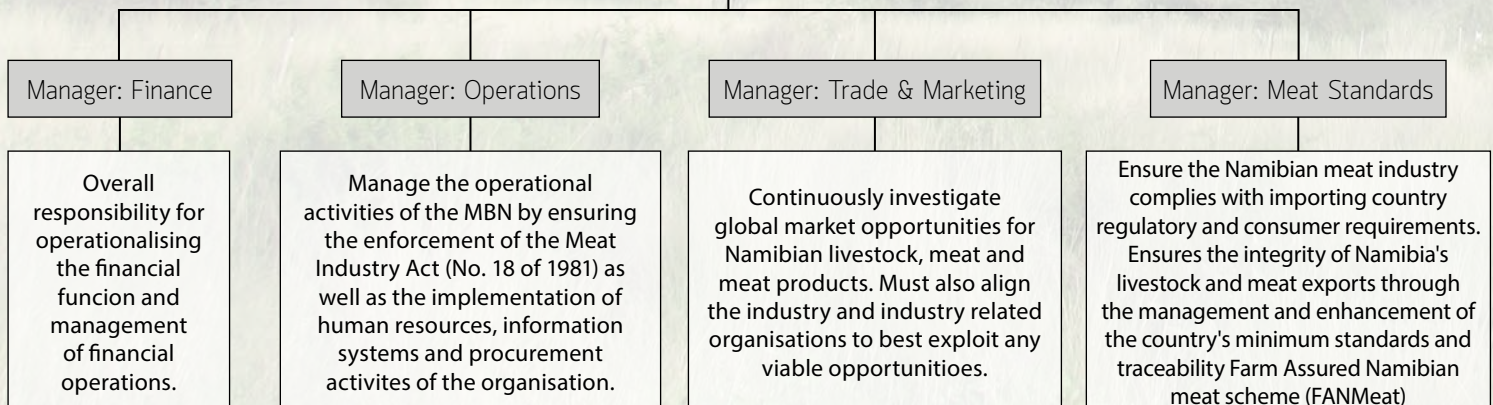 Manager: Finance
Overall
responsibility for
operationalising
the financial
funcion and
management
of financial
operations.
Manager: Operations
Manage the operational
activities of the MBN by ensuring
the enforcement of the Meat
Industry Act (No. 18 of 1981) as
well as the implementation of
human resources, information
systems and procurement
activites of the organisation.
Manager: Trade & Marketing
Continuously investigate
global market opportunities for
Namibian livestock, meat and
meat products. Must also align
the industry and industry related
organisations to best exploit any
viable opportunitioes.
Manager: Meat Standards
Ensure the Namibian meat industry
complies with importing country
regulatory and consumer requirements.
Ensures the integrity of Namibia's
livestock and meat exports through
the management and enhancement of
the country's minimum standards and
traceability Farm Assured Namibian
meat scheme (FANMeat)